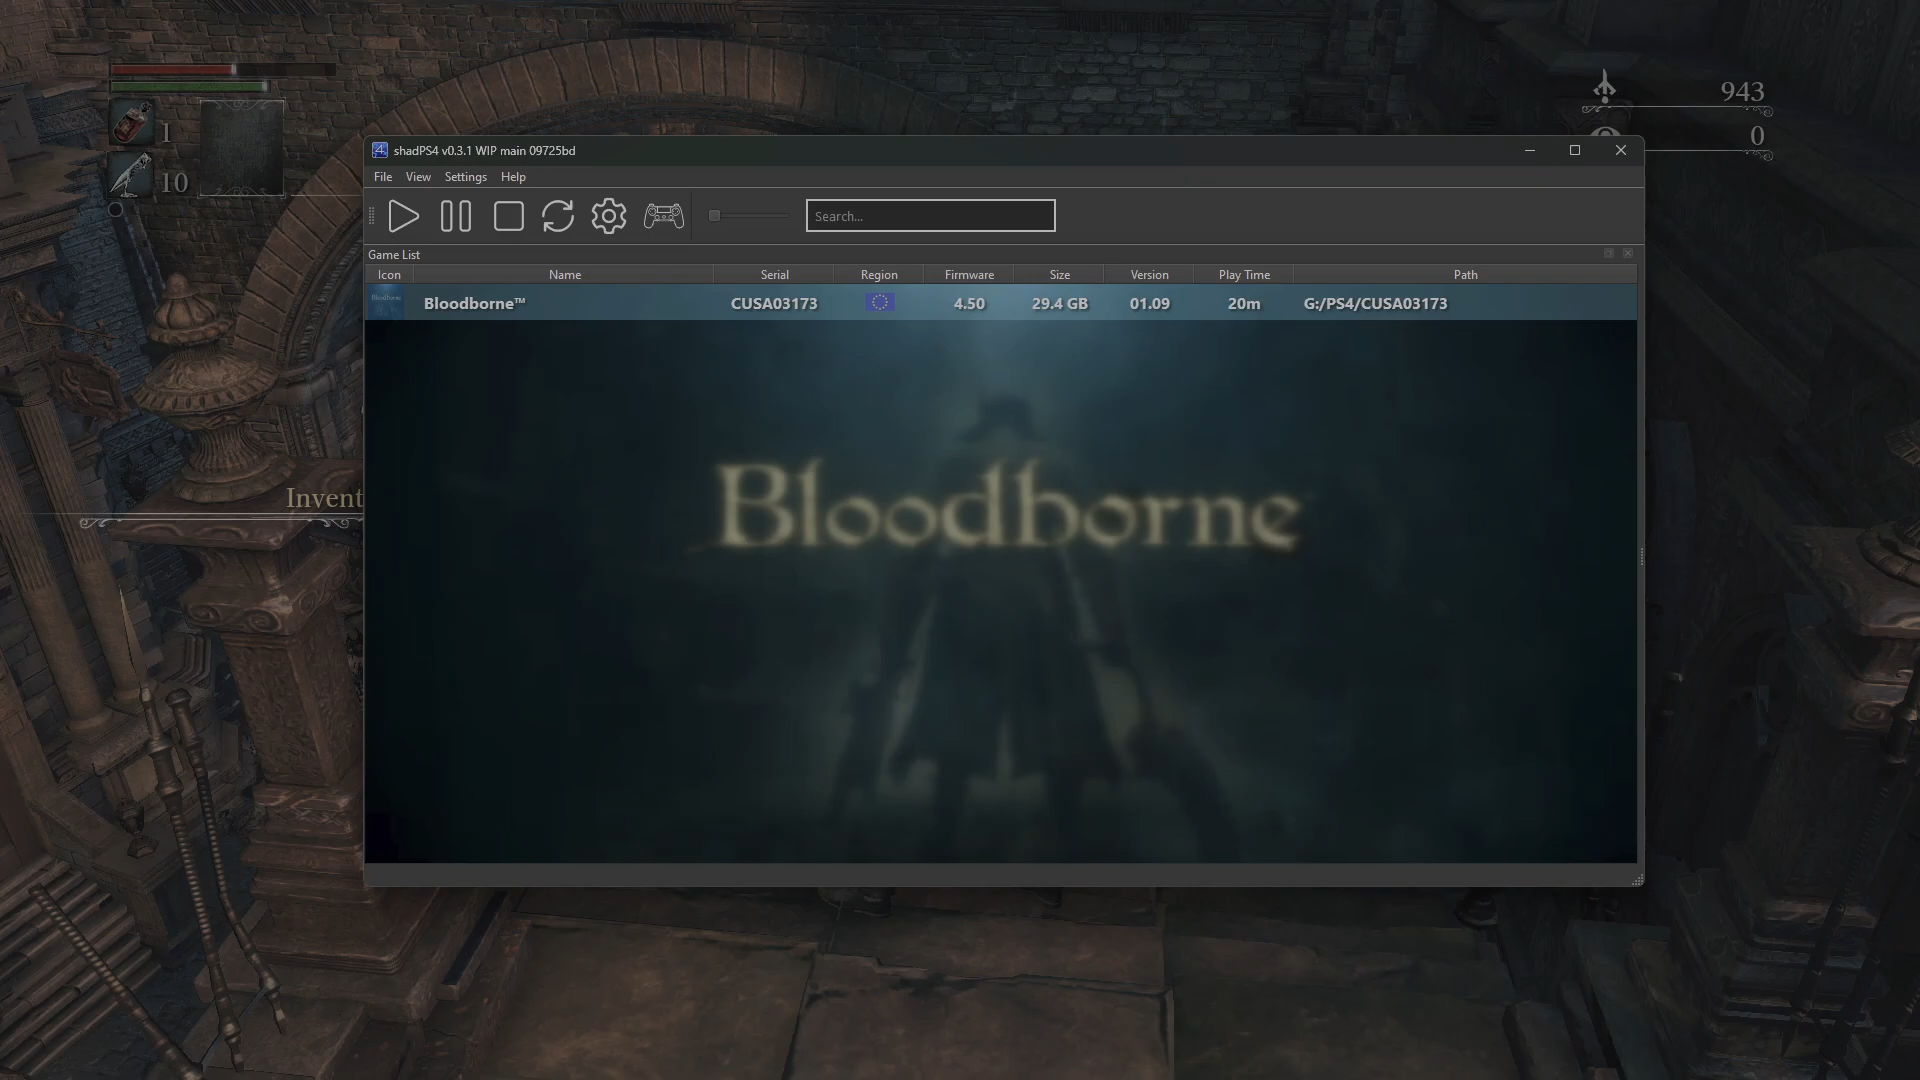 943
0
1
10
shadPS4 v0.3.1 WIP main 09725bd
File View Settings Help
Search...
Game List
Icon Name Serial Region Firmware Size Version Play Time Path
Bloodborne
Bloodborne™ CUSA03173 4.50 29.4 GB 01.09 20m G:/PS4/CUSA03173
Bloodborne
Invent